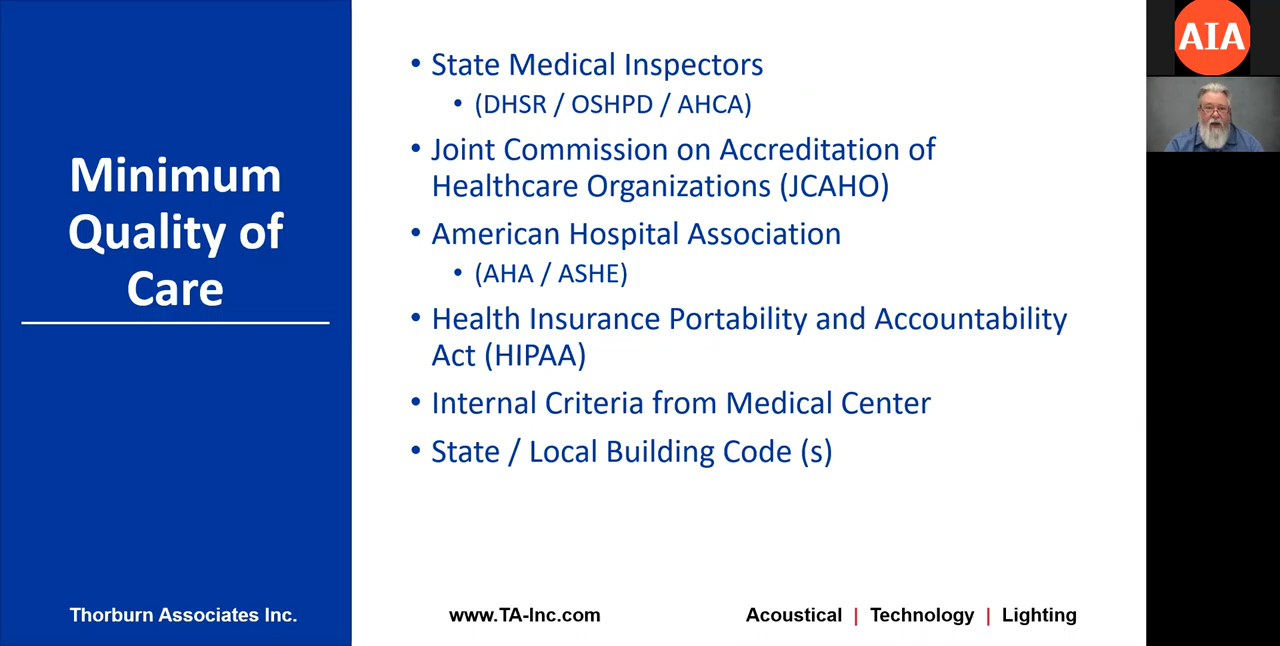 Minimum
Quality of
Care
• State Medical Inspectors
• (DHSR / OSHPD / AHCA)
• Joint Commission on Accreditation of
Healthcare Organizations (JCAHO)
• American Hospital Association
• (AHA / ASHE)
• Health Insurance Portability and Accountability
Act (HIPAA)
• Internal Criteria from Medical Center
• State / Local Building Code (s)
Thorburn Associates Inc.
www.TA-Inc.com
Acoustical | Technology | Lighting
AIA